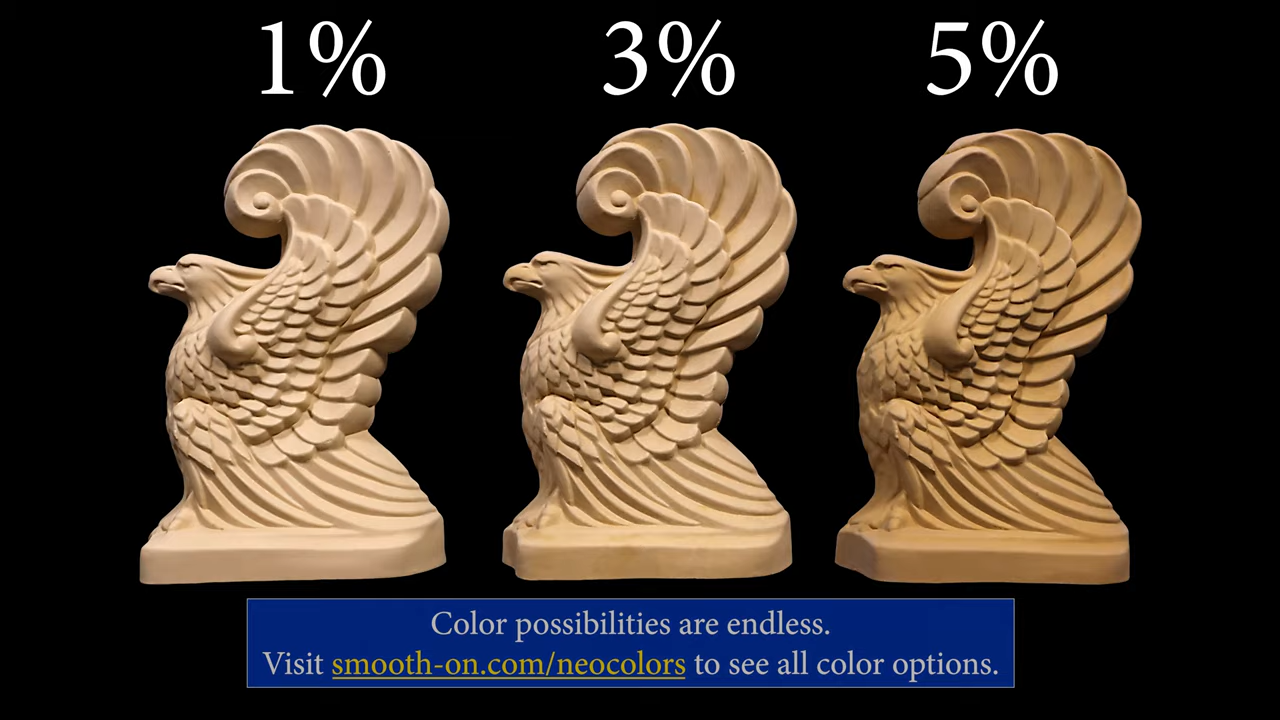 1% 3% 5%
Color possibilities are endless.
Visit smooth-on.com/neocolors to see all color options.